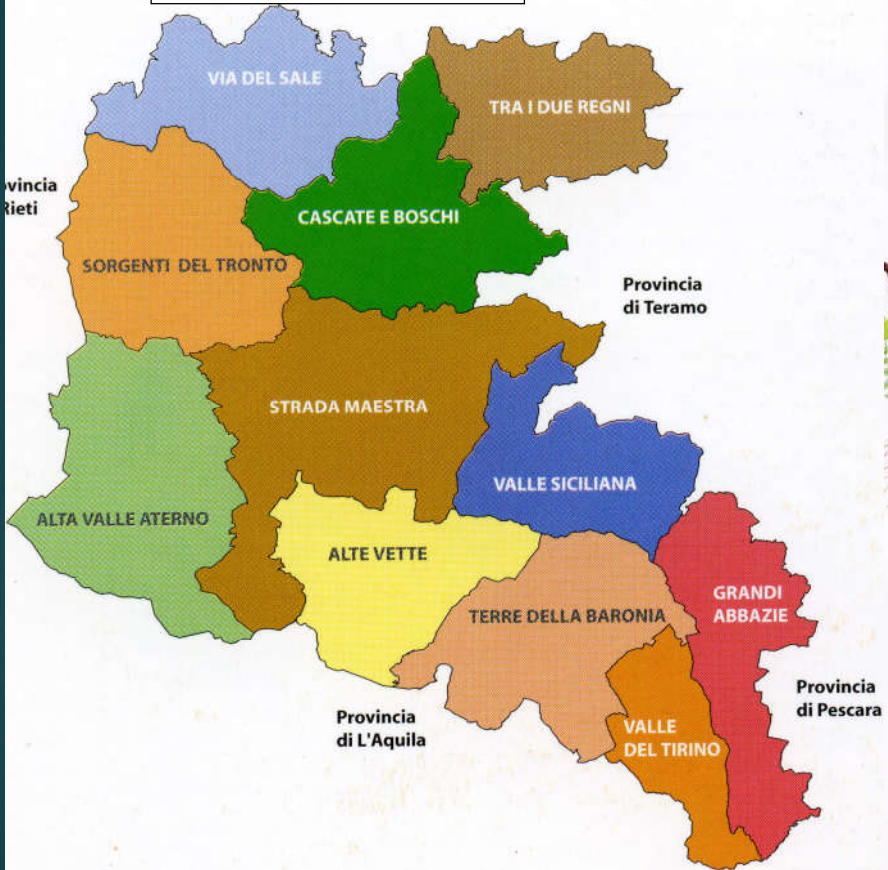 VIA DEL SALE
TRA I DUE REGNI
ovincia
Rieti
CASCATE E BOSCHI
SORGENTI DEL TRONTO
Provincia
di Teramo
STRADA MAESTRA
VALLE SICILIANA
ALTA VALLE ATERNO
ALTE VETTE
GRANDI
ABBAZIE
TERRE DELLA BARONIA
Provincia
di Pescara
Provincia
di L'Aquila
VALLE
DEL TIRINO